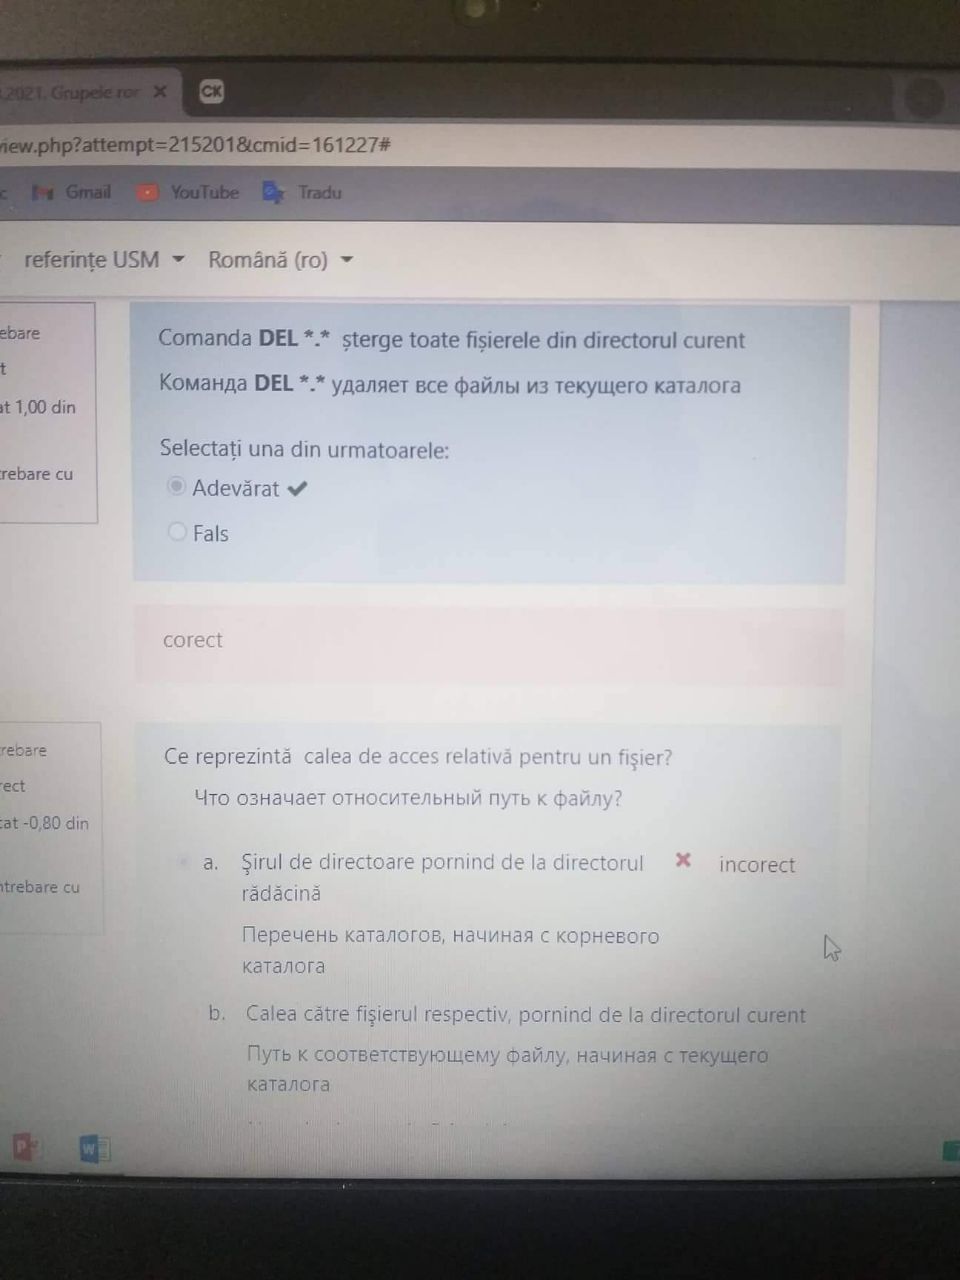 .2021. Grupele ror
CK
view.php?attempt=215201&cmid=161227#
Gmail YouTube Tradu
referințe USM Română (ro)
ebare
t
at 1,00 din
rebare cu
Comanda DEL *.* șterge toate fișierele din directorul curent
Команда DEL *.* удаляет все файлы из текущего каталога
Selectați una din urmatoarele:
Adevărat
Fals
corect
rebare
rect
tat -0,80 din
ntrebare cu
Ce reprezintă calea de acces relativă pentru un fişier?
Что означает относительный путь к файлу?
a. Şirul de directoare pornind de la directorul incorect
rădăcină
Перечень каталогов, начиная с корневого
каталога
b. Calea către fişierul respectiv, pornind de la directorul curent
Путь к соответствующему файлу, начиная с текущего
каталога
P
W